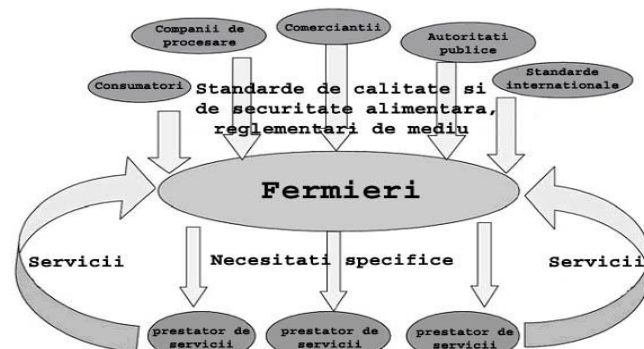 Companii de
procesare
Comerciantii
Autoritati
publice
Consumatori
Standarde
internationale
Standarde de calitate si
de securitate alimentara,
reglementari de mediu
Fermieri
Servicii
Necesitati specifice
Servicii
prestator de
servicii
prestator de
servicii
prestator de
servicii